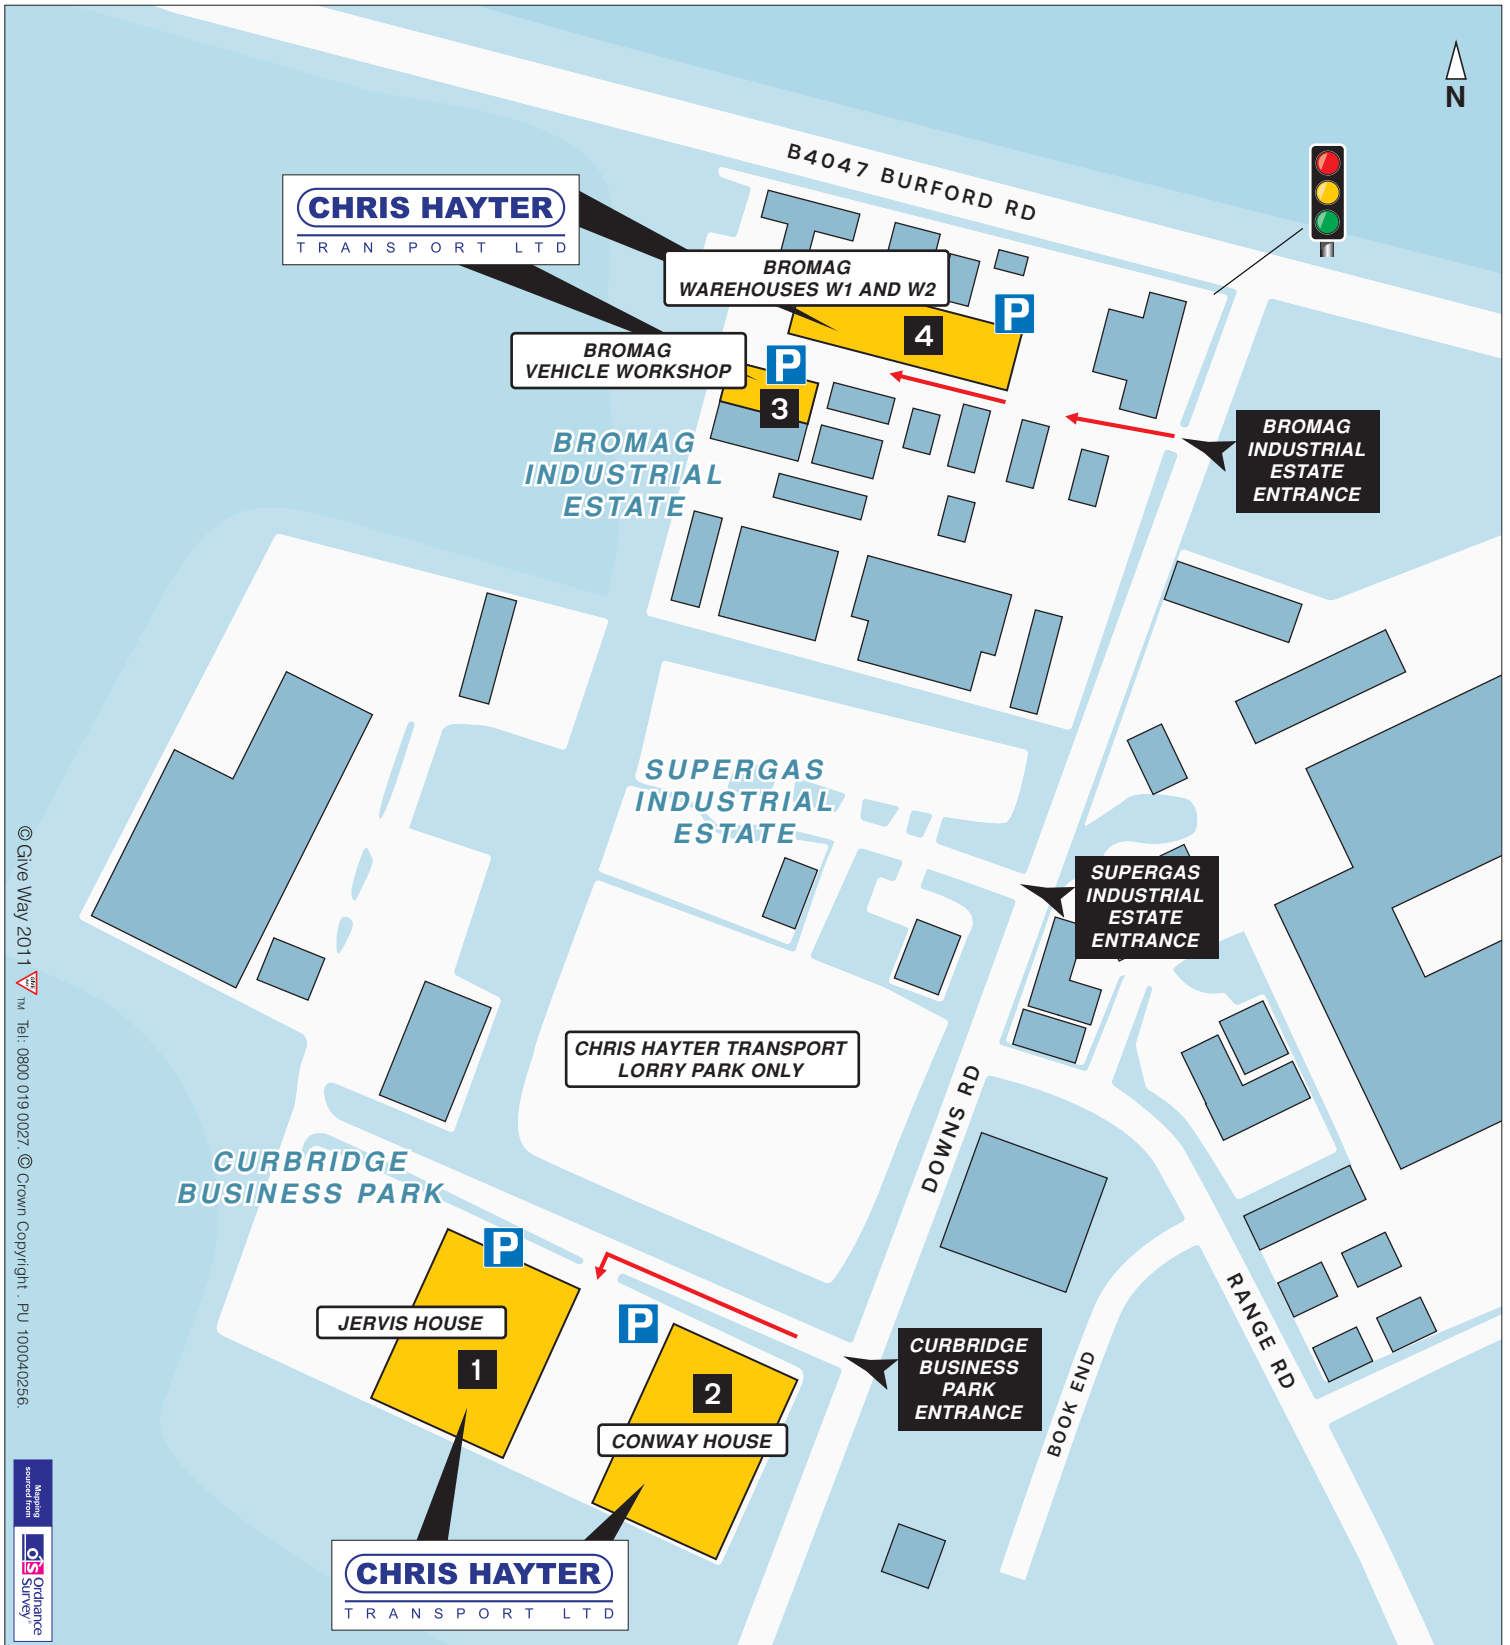 N
B4047 BURFORD RD
CHRIS HAYTER
TRANSPORT LTD
BROMAG
WAREHOUSES W1 AND W2
P
4
BROMAG
VEHICLE WORKSHOP
P
3
BROMAG
INDUSTRIAL
ESTATE
BROMAG
INDUSTRIAL
ESTATE
ENTRANCE
SUPERGAS
INDUSTRIAL
ESTATE
SUPERGAS
INDUSTRIAL
ESTATE
ENTRANCE
CHRIS HAYTER TRANSPORT
LORRY PARK ONLY
DOWNS RD
CURBRIDGE
BUSINESS PARK
P
JERVIS HOUSE
1
P
2
CONWAY HOUSE
CURBRIDGE
BUSINESS
PARK
ENTRANCE
BOOK END
RANGE RD
CHRIS HAYTER
TRANSPORT LTD
© Give Way 2011 GIVE WAY ™ Tel: 0800 019 0027. © Crown Copyright . PU 100040256.
Mapping
sourced from
OS
Ordnance
Survey®